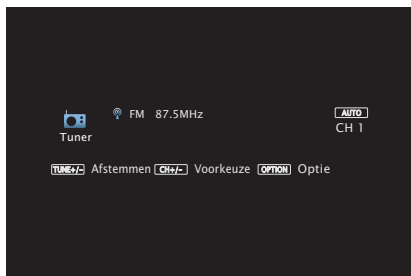 FM 87.5MHz
AUTO
Tuner
CH 1
TUNE+/- Afstemmen CH+/- Voorkeuze OPTION Optie